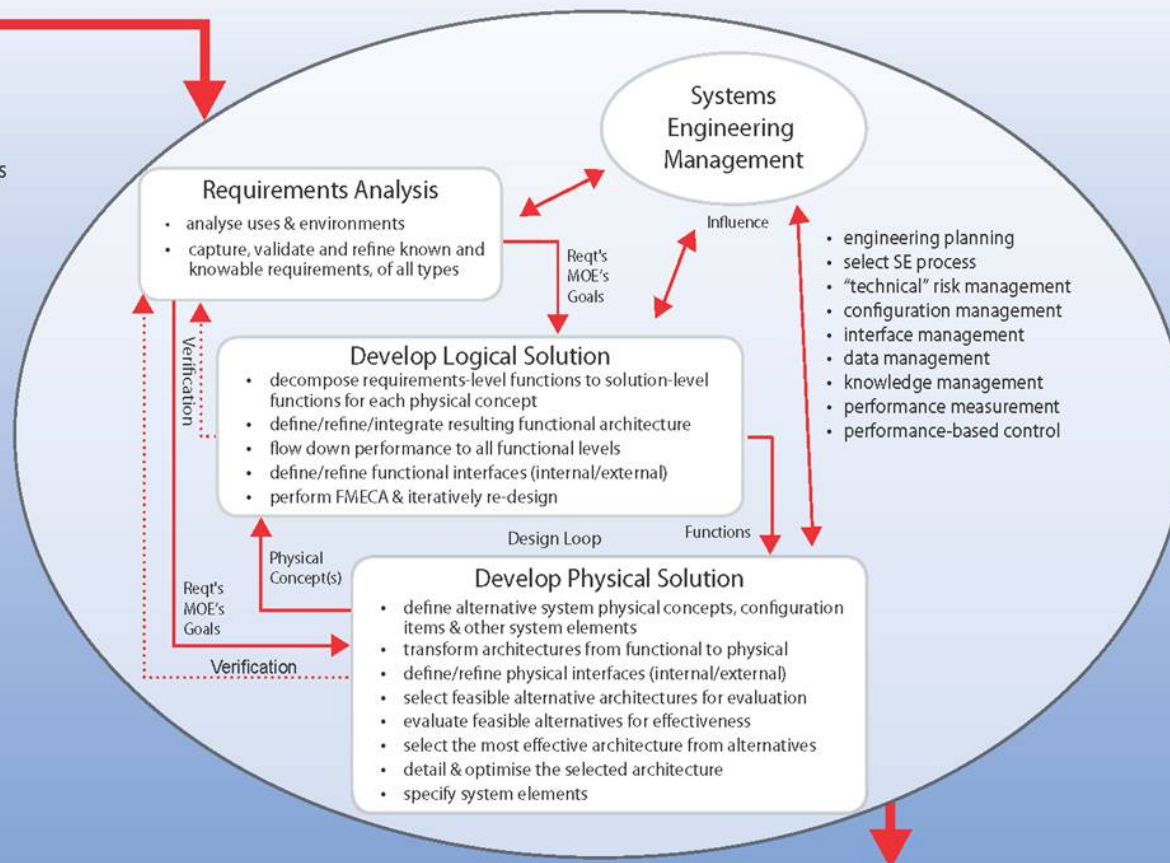 s
Systems
Engineering
Management
Requirements Analysis
• analyse uses & environments
• capture, validate and refine known and
knowable requirements, of all types
Influence
• engineering planning
• select SE process
• "technical" risk management
• configuration management
• interface management
• data management
• knowledge management
• performance measurement
• performance-based control
Reqt's
MOE's
Goals
Verification
Develop Logical Solution
• decompose requirements-level functions to solution-level
functions for each physical concept
• define/refine/integrate resulting functional architecture
• flow down performance to all functional levels
• define/refine functional interfaces (internal/external)
• perform FMECA & iteratively re-design
Design Loop
Functions
Physical
Concept(s)
Reqt's
MOE's
Goals
Verification
Develop Physical Solution
• define alternative system physical concepts, configuration
items & other system elements
• transform architectures from functional to physical
• define/refine physical interfaces (internal/external)
• select feasible alternative architectures for evaluation
• evaluate feasible alternatives for effectiveness
• select the most effective architecture from alternatives
• detail & optimise the selected architecture
• specify system elements